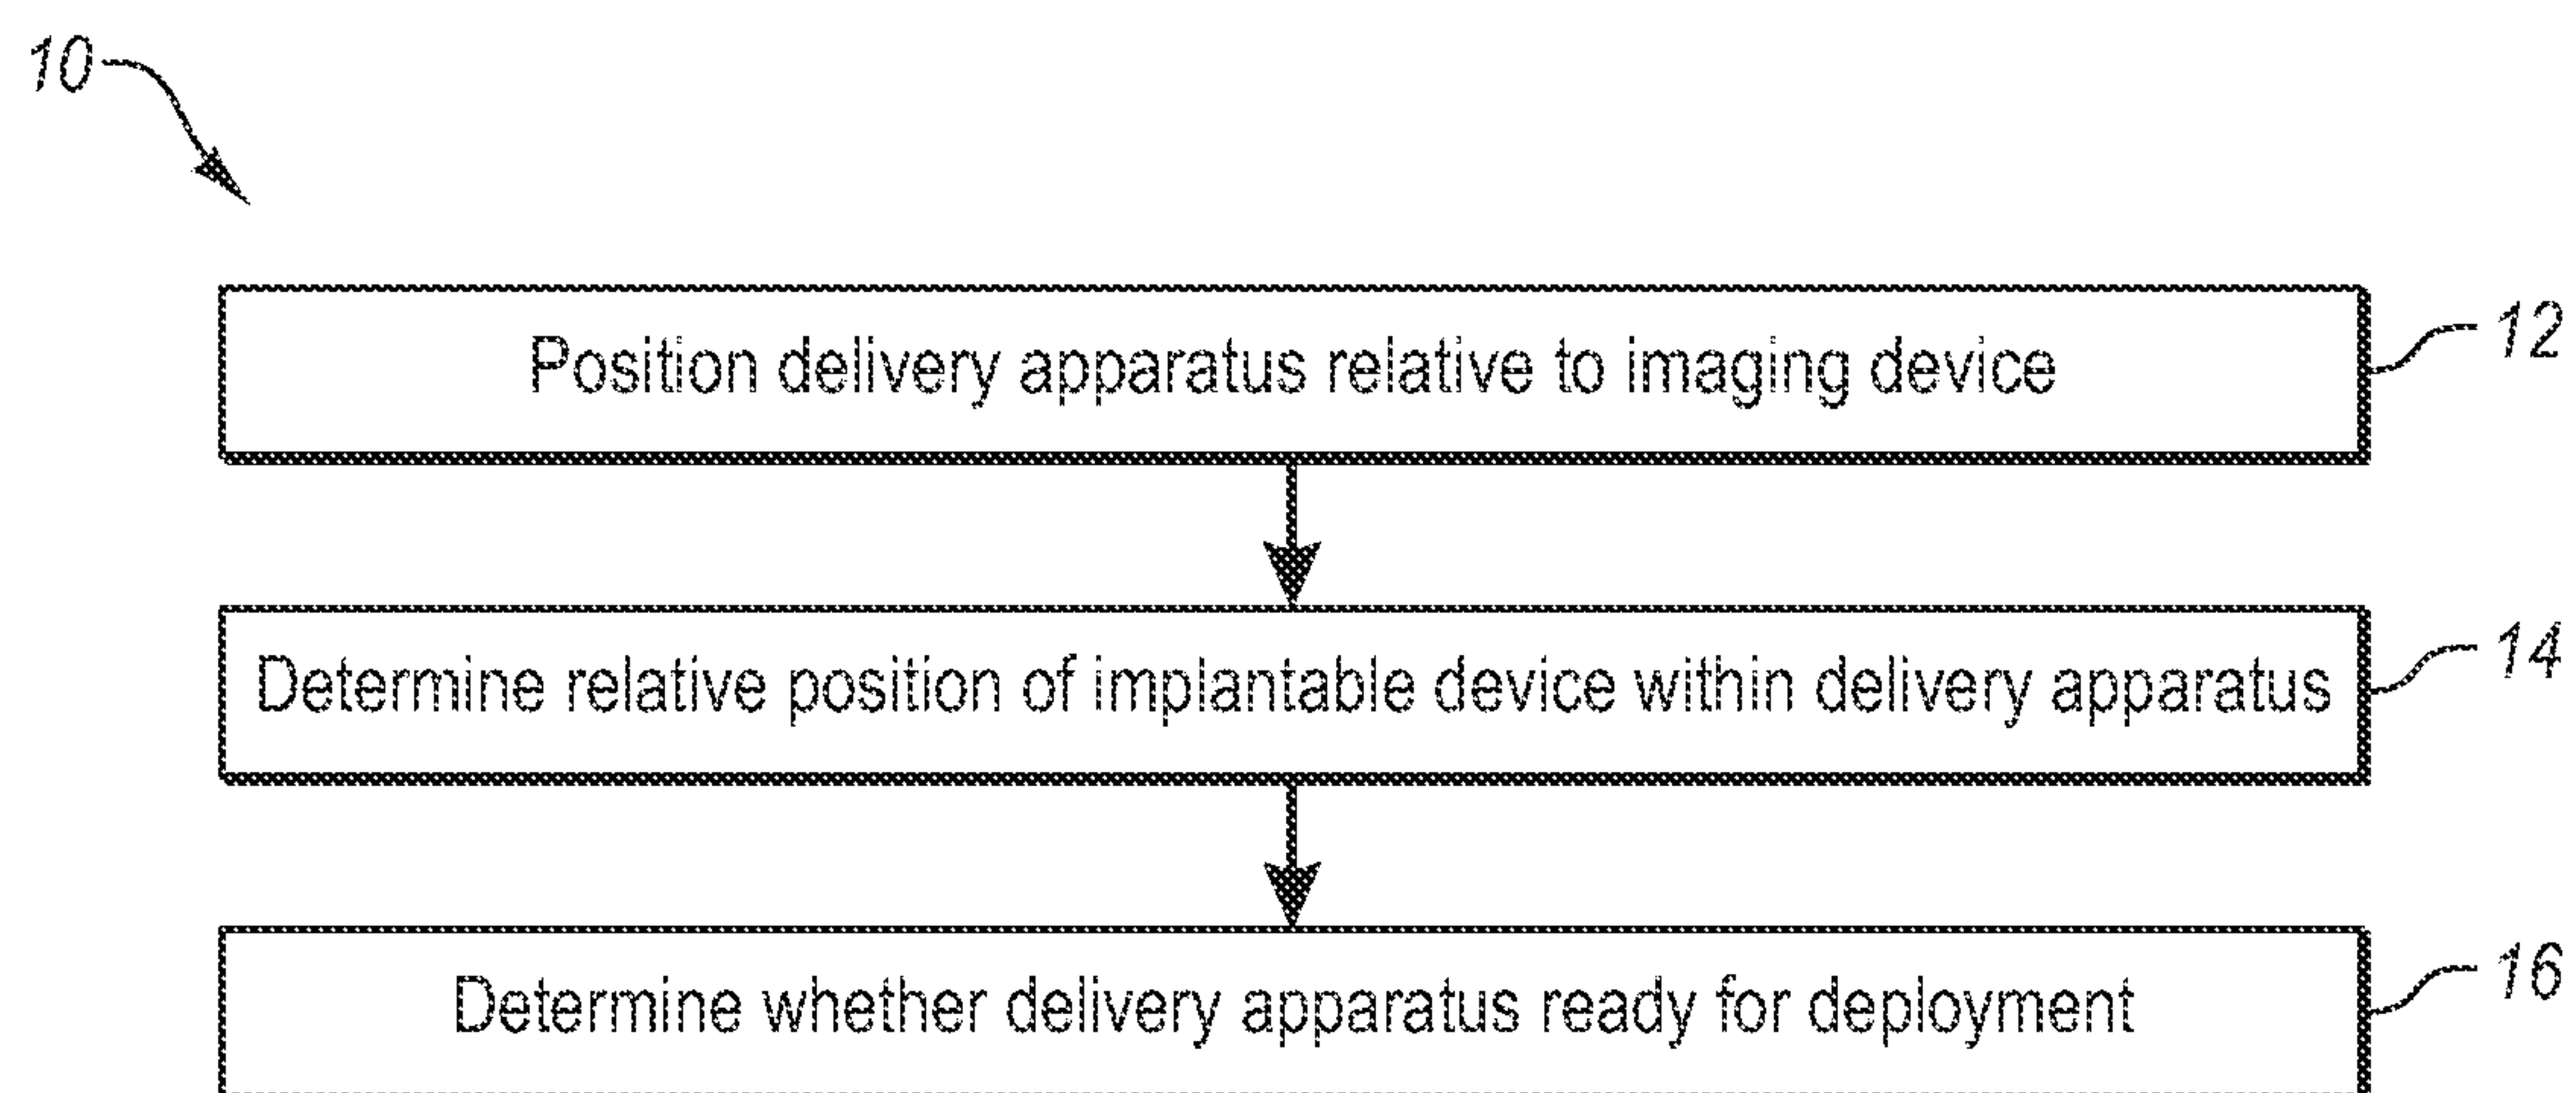 10
Position delivery apparatus relative to imaging device
12
Determine relative position of implantable device within delivery apparatus
14
Determine whether delivery apparatus ready for deployment
16